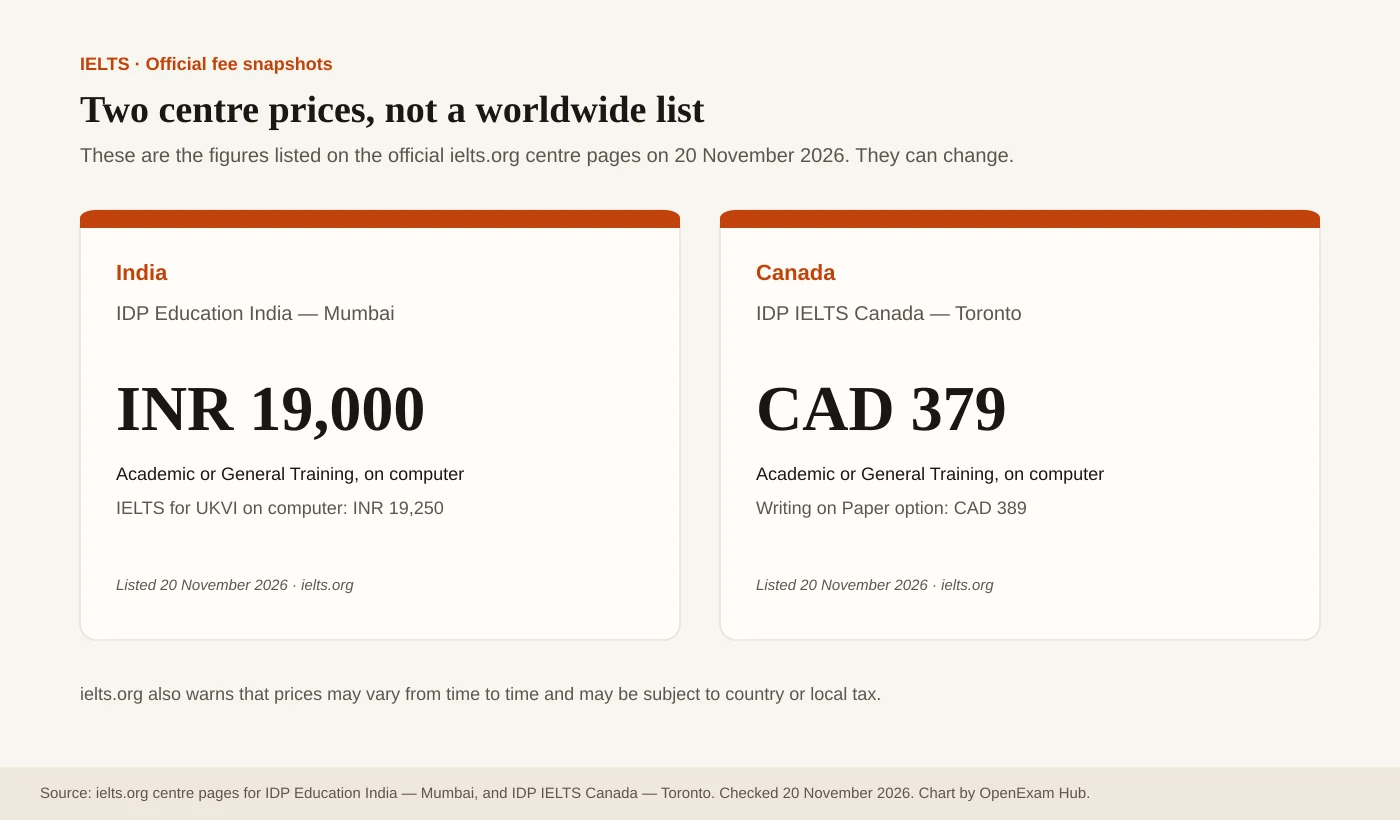 IELTS · Official fee snapshots
Two centre prices, not a worldwide list
These are the figures listed on the official ielts.org centre pages on 20 November 2026. They can change.
India
IDP Education India — Mumbai
INR 19,000
Academic or General Training, on computer
IELTS for UKVI on computer: INR 19,250
Listed 20 November 2026 · ielts.org
Canada
IDP IELTS Canada — Toronto
CAD 379
Academic or General Training, on computer
Writing on Paper option: CAD 389
Listed 20 November 2026 · ielts.org
ielts.org also warns that prices may vary from time to time and may be subject to country or local tax.
Source: ielts.org centre pages for IDP Education India — Mumbai, and IDP IELTS Canada — Toronto. Checked 20 November 2026. Chart by OpenExam Hub.